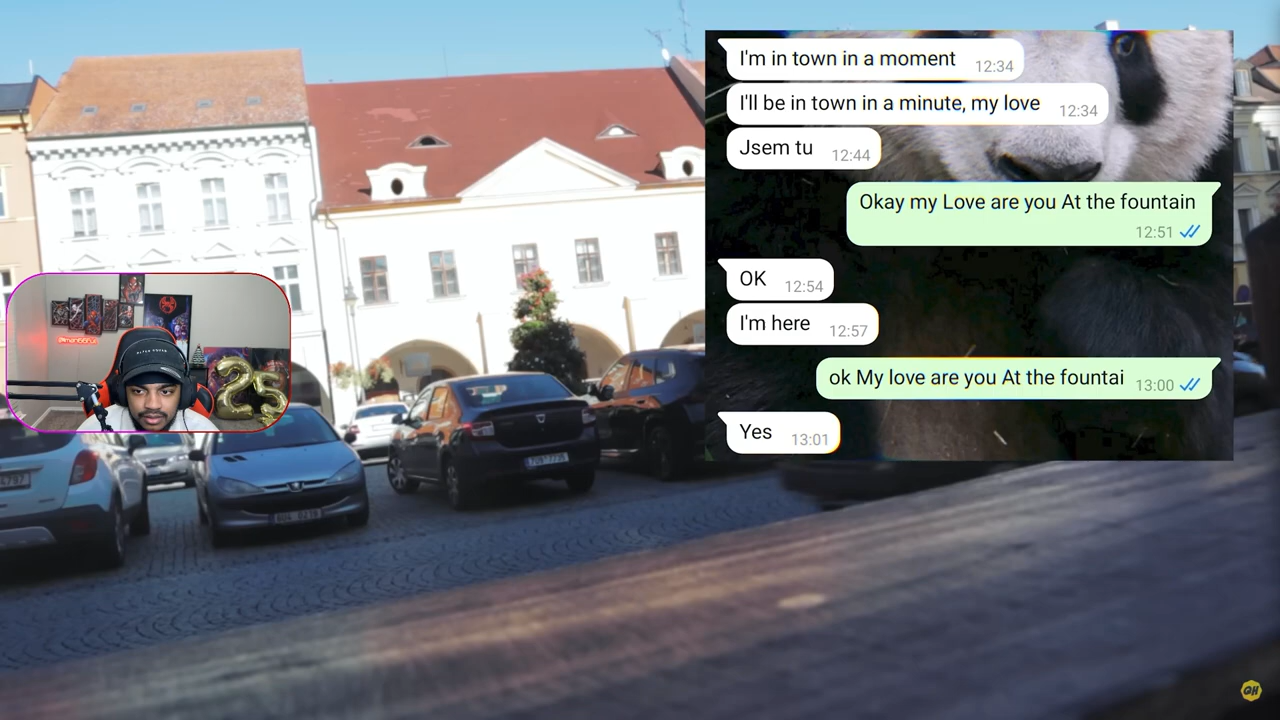 I'm in town in a moment 12:34
I'll be in town in a minute, my love 12:34
Jsem tu 12:44
Okay my Love are you At the fountain
12:51
OK 12:54
I'm here 12:57
ok My love are you At the fountai 13:00
Yes 13:01
25
GH